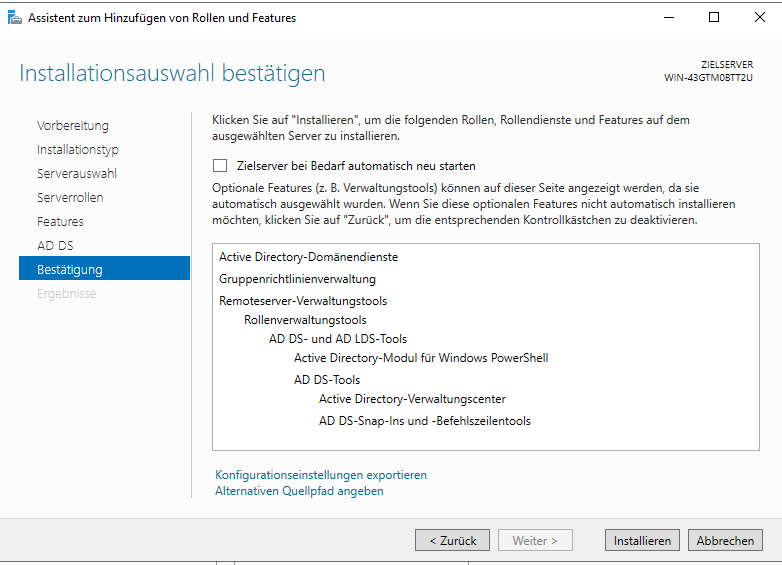 Assistent zum Hinzufügen von Rollen und Features
Installationsauswahl bestätigen
ZIELSERVER
WIN-43GTM0BTT2U
Vorbereitung
Installationstyp
Serverauswahl
Serverrollen
Features
AD DS
Bestätigung
Ergebnisse
Klicken Sie auf "Installieren", um die folgenden Rollen, Rollendienste und Features auf dem
ausgewählten Server zu installieren.
Zielserver bei Bedarf automatisch neu starten
Optionale Features (z. B. Verwaltungstools) können auf dieser Seite angezeigt werden, da sie
automatisch ausgewählt wurden. Wenn Sie diese optionalen Features nicht automatisch installieren
möchten, klicken Sie auf "Zurück", um die entsprechenden Kontrollkästchen zu deaktivieren.
Active Directory-Domänendienste
Gruppenrichtlinienverwaltung
Remoteserver-Verwaltungstools
Rollenverwaltungstools
AD DS- und AD LDS-Tools
Active Directory-Modul für Windows PowerShell
AD DS-Tools
Active Directory-Verwaltungscenter
AD DS-Snap-Ins und -Befehlszeilentools
Konfigurationseinstellungen exportieren
Alternativen Quellpfad angeben
< Zurück
Weiter >
Installieren
Abbrechen